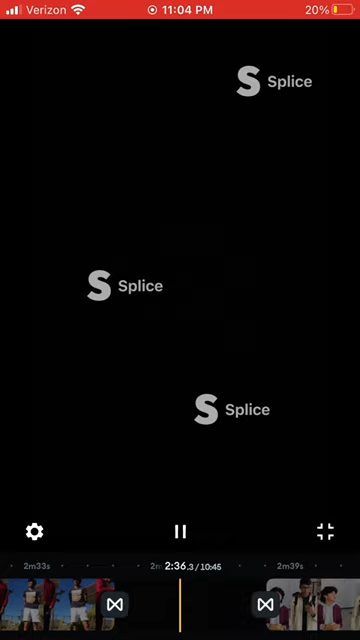 Verizon 11:04 PM 20%
S Splice
S Splice
S Splice
2m33s 2:36.3 / 10:45 2m39s